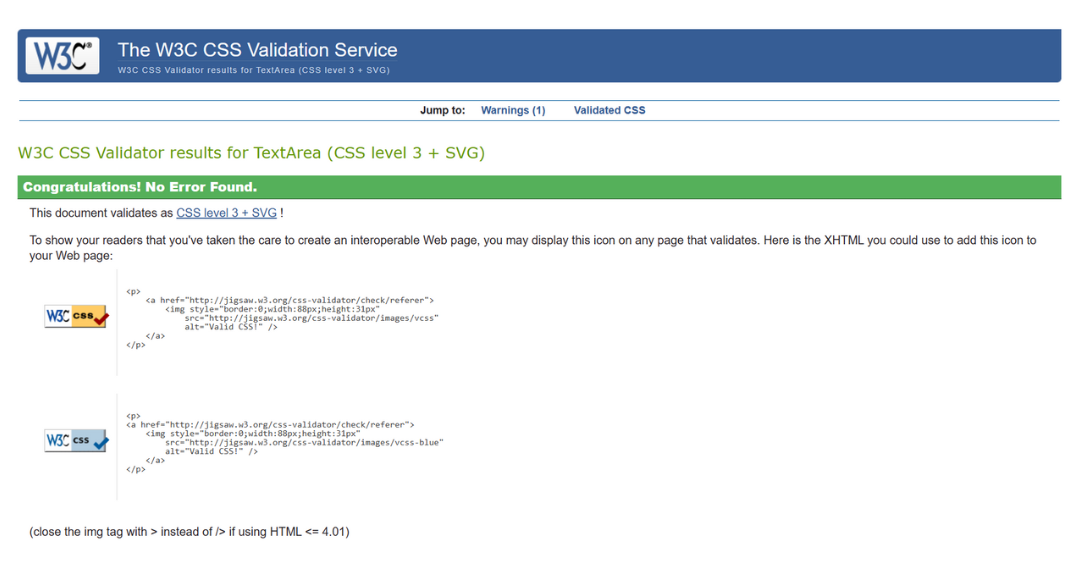 W3C®
The W3C CSS Validation Service
W3C CSS Validator results for TextArea (CSS level 3 + SVG)
Jump to: Warnings (1) Validated CSS
W3C CSS Validator results for TextArea (CSS level 3 + SVG)
Congratulations! No Error Found.
This document validates as CSS level 3 + SVG !
To show your readers that you've taken the care to create an interoperable Web page, you may display this icon on any page that validates. Here is the XHTML you could use to add this icon to
your Web page:
W3C css
<p>
<a href="http://jigsaw.w3.org/css-validator/check/referer">
<img style="border:0;width:88px;height:31px"
src="http://jigsaw.w3.org/css-validator/images/vcss"
alt="Valid CSS!" />
</a>
</p>
W3C css
<p>
<a href="http://jigsaw.w3.org/css-validator/check/referer">
<img style="border:0;width:88px;height:31px"
src="http://jigsaw.w3.org/css-validator/images/vcss-blue"
alt="Valid CSS!" />
</a>
</p>
(close the img tag with > instead of /> if using HTML <= 4.01)